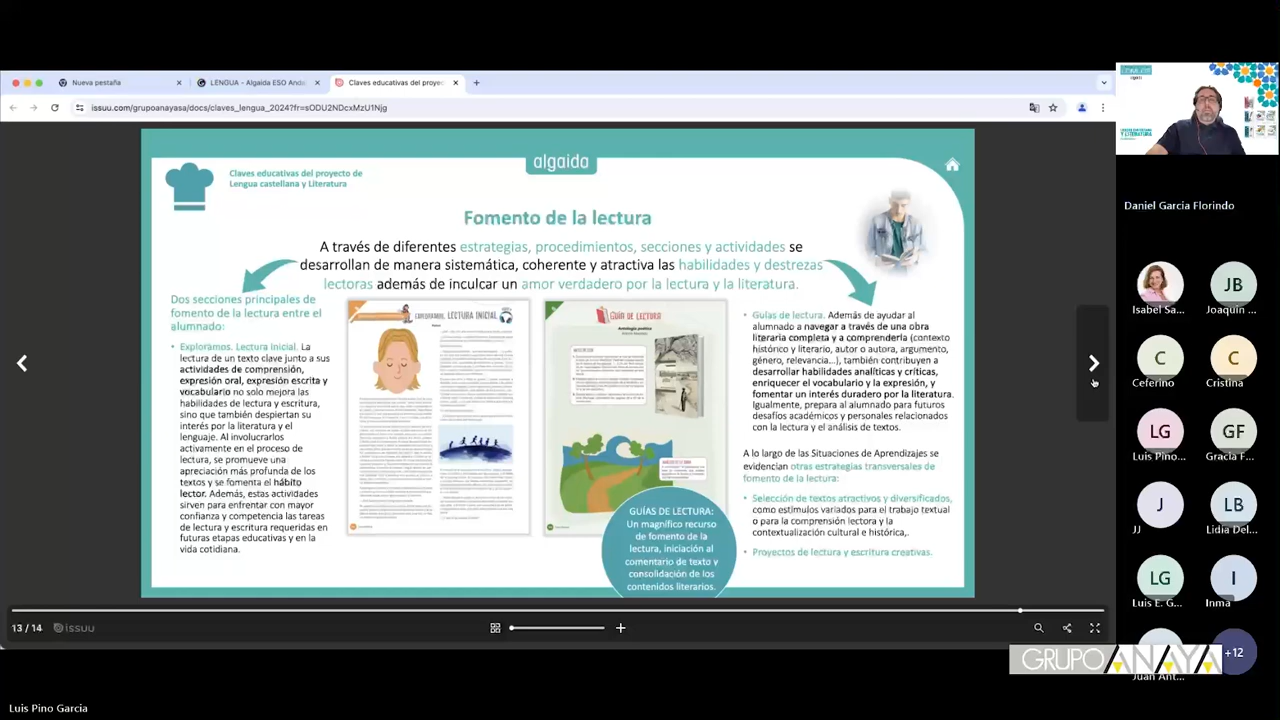 Nueva pestaña
LENGUA - Algaida ESO And
Claves educativas del proyec
issuu.com/grupoanayasa/docs/claves_lengua_2024?fr=sODU2NDcxMzU1Njg
algaida
Claves educativas del proyecto de
Lengua castellana y Literatura
Fomento de la lectura
A través de diferentes estrategias, procedimientos, secciones y actividades se
desarrollan de manera sistemática, coherente y atractiva las habilidades y destrezas
lectoras además de inculcar un amor verdadero por la lectura y la literatura.
Dos secciones principales de
fomento de la lectura entre el
alumnado:
• Exploramos. Lectura inicial. La
lectura de un texto clave junto a sus
actividades de comprensión,
expresión oral, expresión escrita y
vocabulario no solo mejora las
habilidades de lectura y escritura,
sino que también despiertan su
interés por la literatura y el
lenguaje. Al involucrarlos
activamente en el proceso de
lectura, se promueve una
apreciación más profunda de los
textos y se fomenta el hábito
lector. Además, estas actividades
sirven para enfrentar con mayor
confianza y competencia las tareas
de lectura y escritura requeridas en
futuras etapas educativas y en la
vida cotidiana.
EXPLORAMOS. LECTURA INICIAL
GUÍA DE LECTURA
Antología poética
GUÍAS DE LECTURA:
Un magnífico recurso
de fomento de la
lectura, iniciación al
comentario de texto y
consolidación de los
contenidos literarios.
• Guías de lectura. Además de ayudar al
alumnado a navegar a través de una obra
literaria completa y a comprenderla (contexto
histórico y literario, autor o autora, argumento,
género, relevancia...), también contribuyen a
desarrollar habilidades analíticas y críticas,
enriquecer el vocabulario y la expresión, y
fomentar un interés duradero por la literatura.
Igualmente, prepara al alumnado para futuros
desafíos académicos y personales relacionados
con la lectura y el análisis de textos.
A lo largo de las Situaciones de Aprendizajes se
evidencian otras estrategias transversales de
fomento de la lectura:
• Selección de textos atractivos y diversificados,
como estímulos variados para el trabajo textual
o para la comprensión lectora y la
contextualización cultural e histórica,.
• Proyectos de lectura y escritura creativas.
13 / 14
issuu
Daniel Garcia Florindo
JB
Isabel Sa...
Joaquín ...
C
C
Ceferino
Cristina
LG
GF
Luis Pino...
Gracia F...
J
LB
JJ
Lidia Del...
LG
I
Luis E. G...
Inma
+12
Juan Ant...
GRUPO ANAYA
Luis Pino Garcia